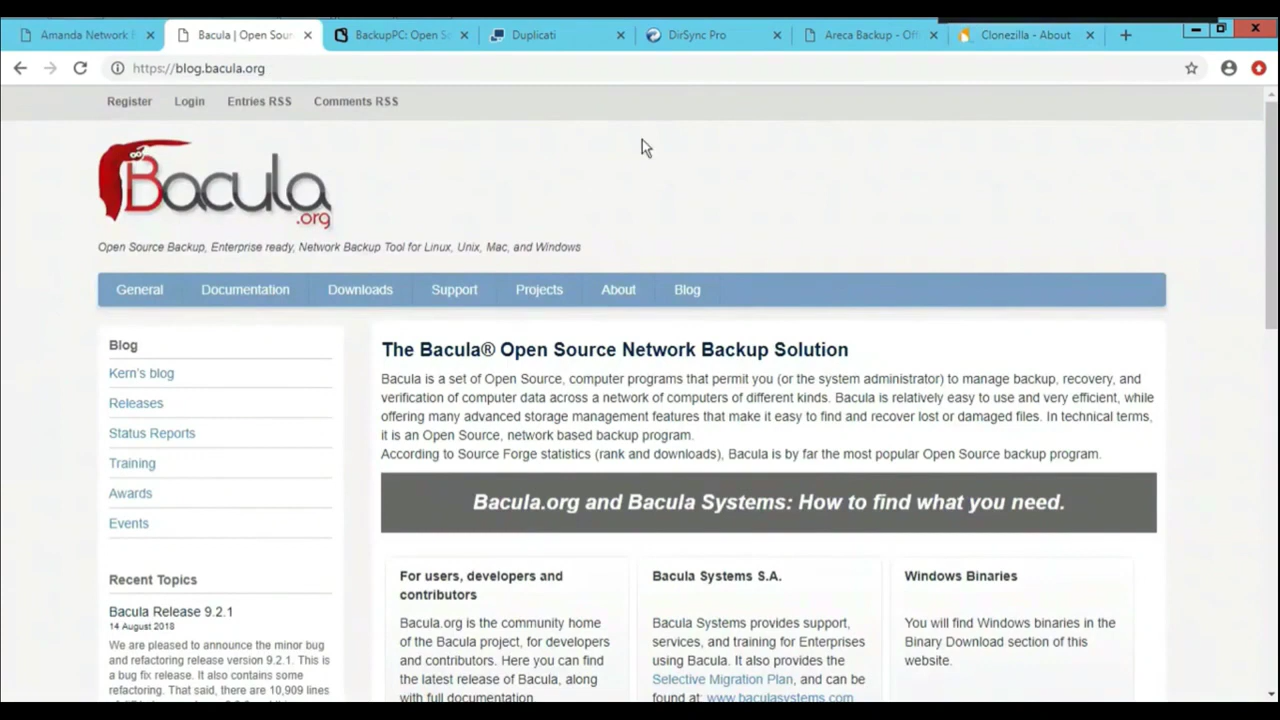 Amanda Network B
Bacula | Open Sour
BackupPC: Open S
Duplicati
DirSync Pro
Areca Backup - Off
Clonezilla - About
https://blog.bacula.org
Register Login Entries RSS Comments RSS
Bacula
.org
Open Source Backup, Enterprise ready, Network Backup Tool for Linux, Unix, Mac, and Windows
General Documentation Downloads Support Projects About Blog
Blog
Kern's blog
Releases
Status Reports
Training
Awards
Events
Recent Topics
Bacula Release 9.2.1
14 August 2018
We are pleased to announce the minor bug
and refactoring release version 9.2.1. This is
a bug fix release. It also contains some
refactoring. That said, there are 10,909 lines
The Bacula® Open Source Network Backup Solution
Bacula is a set of Open Source, computer programs that permit you (or the system administrator) to manage backup, recovery, and
verification of computer data across a network of computers of different kinds. Bacula is relatively easy to use and very efficient, while
offering many advanced storage management features that make it easy to find and recover lost or damaged files. In technical terms,
it is an Open Source, network based backup program.
According to Source Forge statistics (rank and downloads), Bacula is by far the most popular Open Source backup program.
Bacula.org and Bacula Systems: How to find what you need.
For users, developers and
contributors
Bacula.org is the community home
of the Bacula project, for developers
and contributors. Here you can find
the latest release of Bacula, along
with full documentation.
Bacula Systems S.A.
Bacula Systems provides support,
services, and training for Enterprises
using Bacula. It also provides the
Selective Migration Plan, and can be
found at: www.baculasystems.com
Windows Binaries
You will find Windows binaries in the
Binary Download section of this
website.